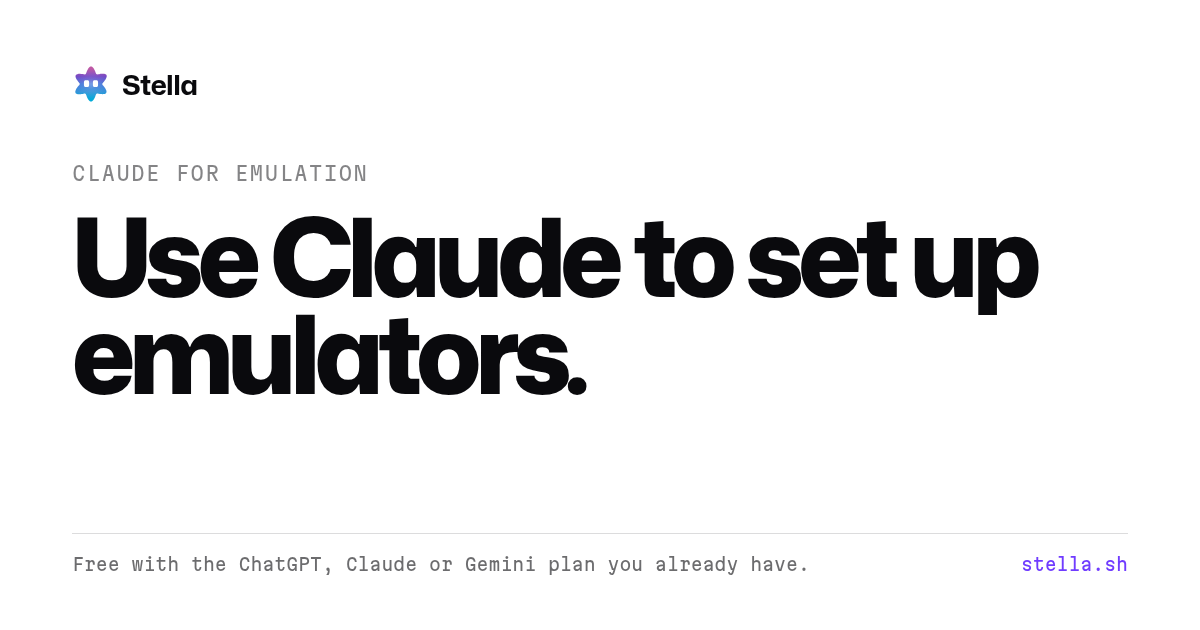 Stella
CLAUDE FOR EMULATION
Use Claude to set up
emulators.
Free with the ChatGPT, Claude or Gemini plan you already have.
stella.sh